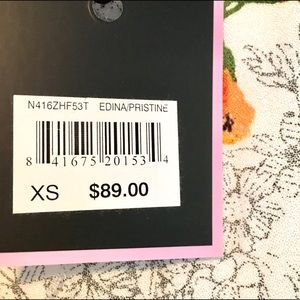 N416ZHF53T EDINA/PRISTINE
8 41675 20153 4
XS $89.00